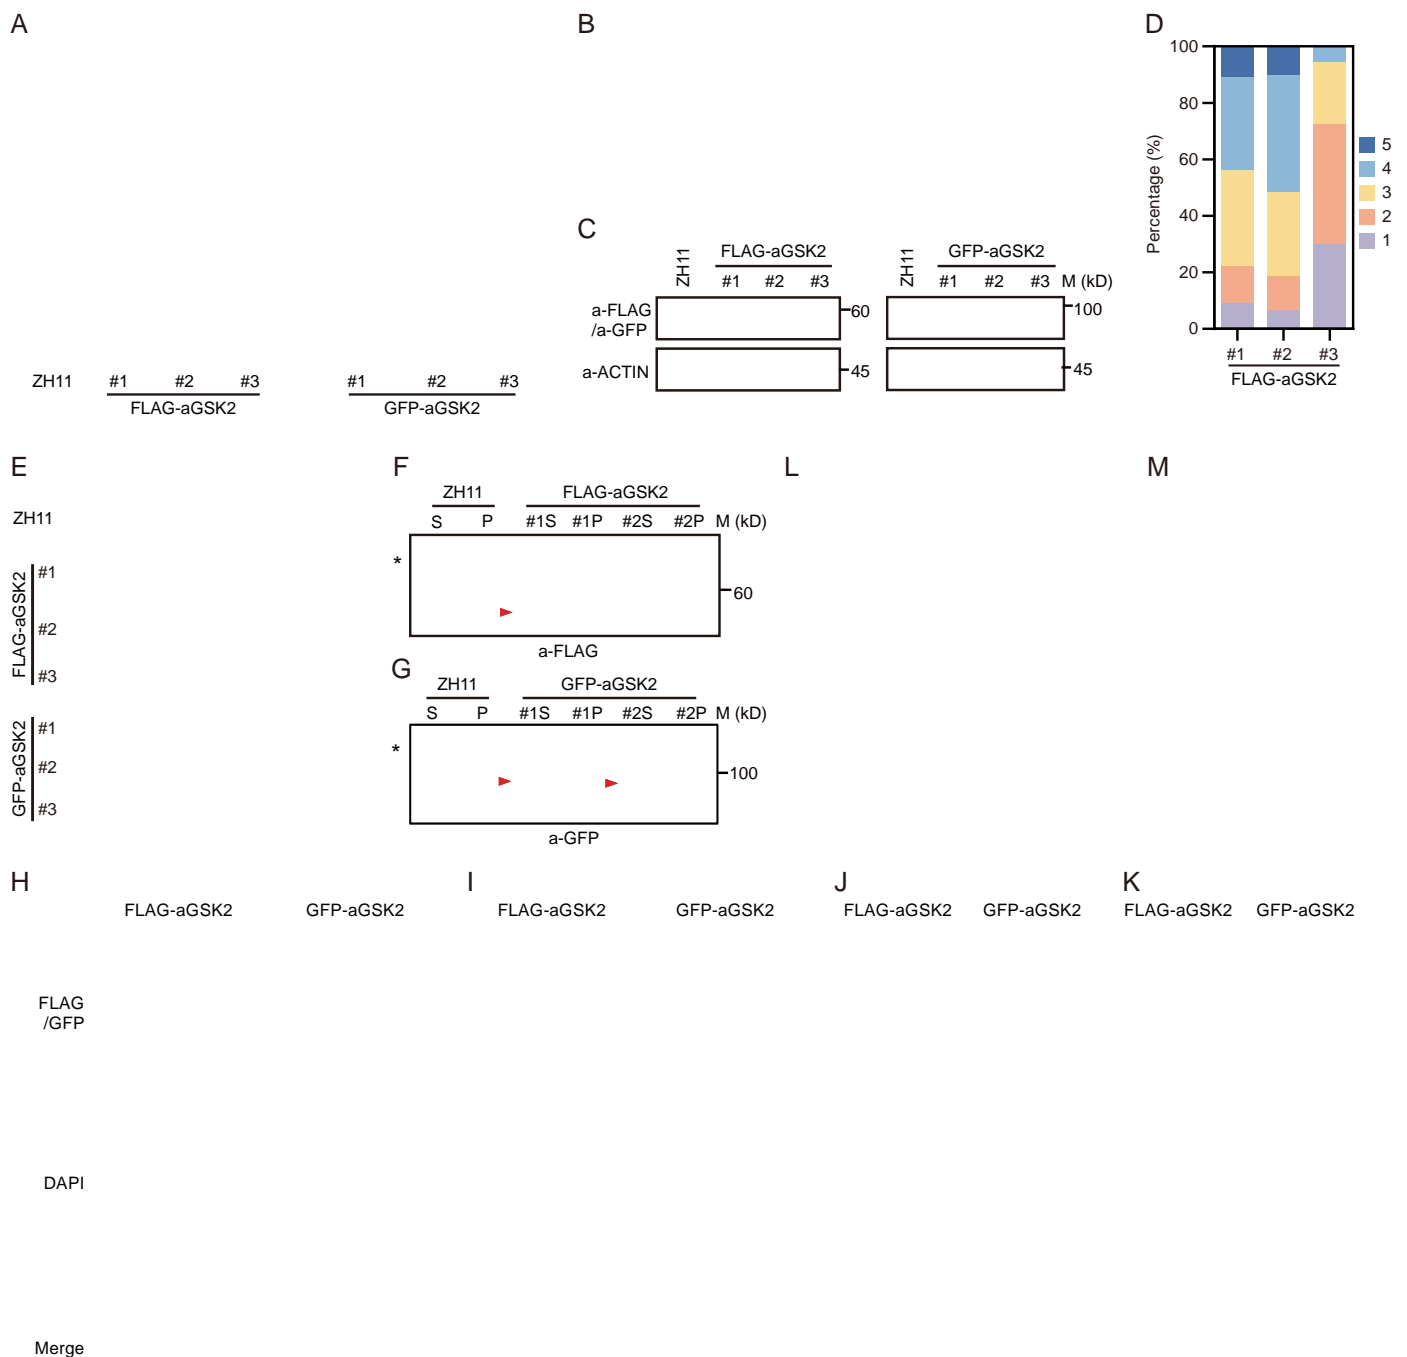 A
B
D
100
80
60
40
20
0
Percentage (%)
5
4
3
2
1
#1
#2
#3
FLAG-aGSK2
C
ZH11
FLAG-aGSK2
#1 #2 #3
ZH11
GFP-aGSK2
#1 #2 #3 M (kD)
a-FLAG
/a-GFP
60
100
a-ACTIN
45
45
ZH11 #1 #2 #3 #1 #2 #3
FLAG-aGSK2 GFP-aGSK2
E
ZH11
FLAG-aGSK2
#1
#2
#3
GFP-aGSK2
#1
#2
#3
F
ZH11 FLAG-aGSK2
S P #1S #1P #2S #2P M (kD)
*
60
a-FLAG
G
ZH11 GFP-aGSK2
S P #1S #1P #2S #2P M (kD)
*
100
a-GFP
L
M
H
FLAG-aGSK2 GFP-aGSK2
I
FLAG-aGSK2 GFP-aGSK2
J
FLAG-aGSK2 GFP-aGSK2
K
FLAG-aGSK2 GFP-aGSK2
FLAG
/GFP
DAPI
Merge